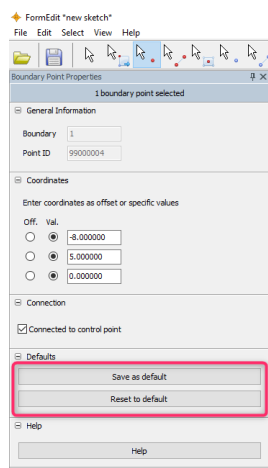 FormEdit "new sketch"
File Edit Select View Help
Boundary Point Properties
1 boundary point selected
General Information
Boundary 1
Point ID 99000004
Coordinates
Enter coordinates as offset or specific values
Off. Val.
-8.000000
5.000000
0.000000
Connection
Connected to control point
Defaults
Save as default
Reset to default
Help
Help